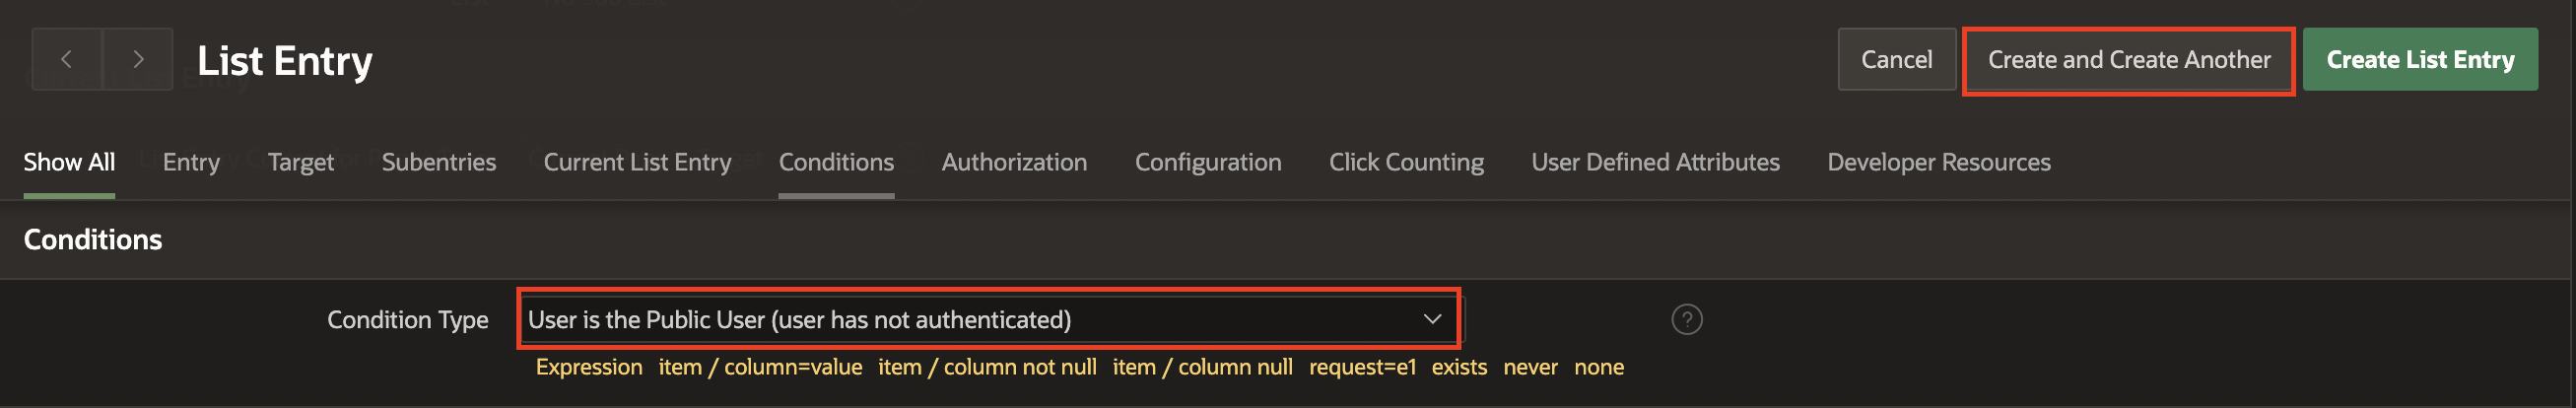 List Entry
Cancel
Create and Create Another
Create List Entry
Show All
Entry
Target
Subentries
Current List Entry
Conditions
Authorization
Configuration
Click Counting
User Defined Attributes
Developer Resources
Conditions
Condition Type
User is the Public User (user has not authenticated)
?
Expression item / column=value item / column not null item / column null request=e1 exists never none